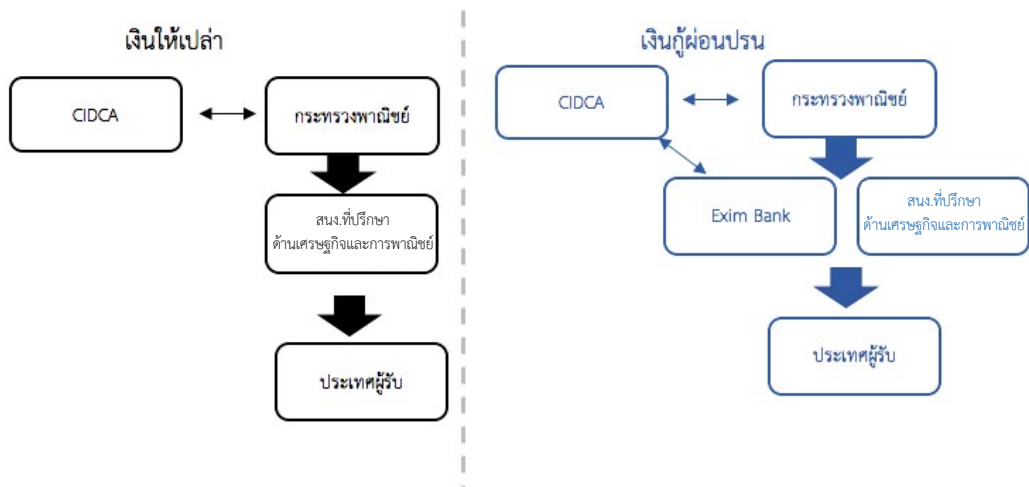 เงินให้เปล่า
CIDCA
กระทรวงพาณิชย์
สนง.ที่ปรึกษา
ด้านเศรษฐกิจและการพาณิชย์
ประเทศผู้รับ
เงินกู้ผ่อนปรน
CIDCA
กระทรวงพาณิชย์
Exim Bank
สนง.ที่ปรึกษา
ด้านเศรษฐกิจและการพาณิชย์
ประเทศผู้รับ